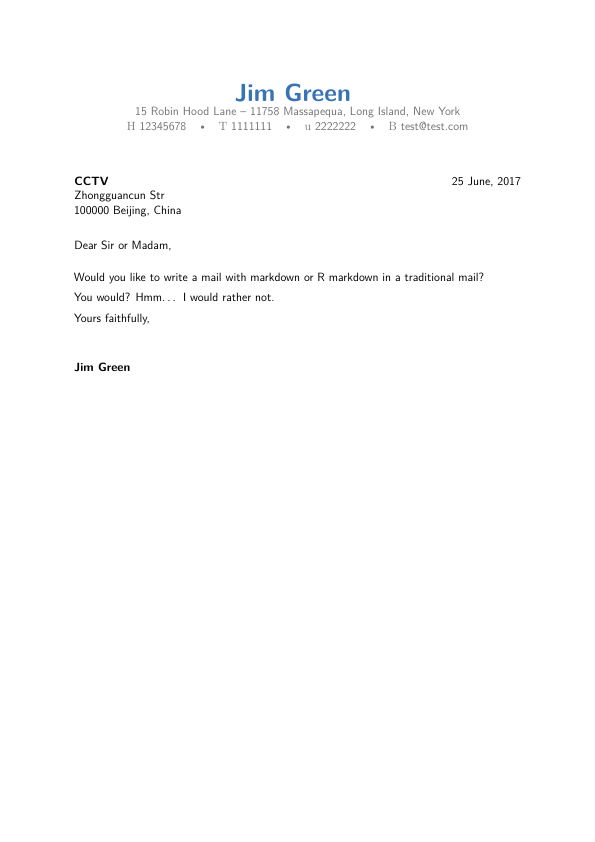 Jim Green
15 Robin Hood Lane – 11758 Massapequa, Long Island, New York
H 12345678 • T 1111111 • u 2222222 • B test@test.com
CCTV 25 June, 2017
Zhongguancun Str
100000 Beijing, China
Dear Sir or Madam,
Would you like to write a mail with markdown or R markdown in a traditional mail?
You would? Hmm... I would rather not.
Yours faithfully,
Jim Green